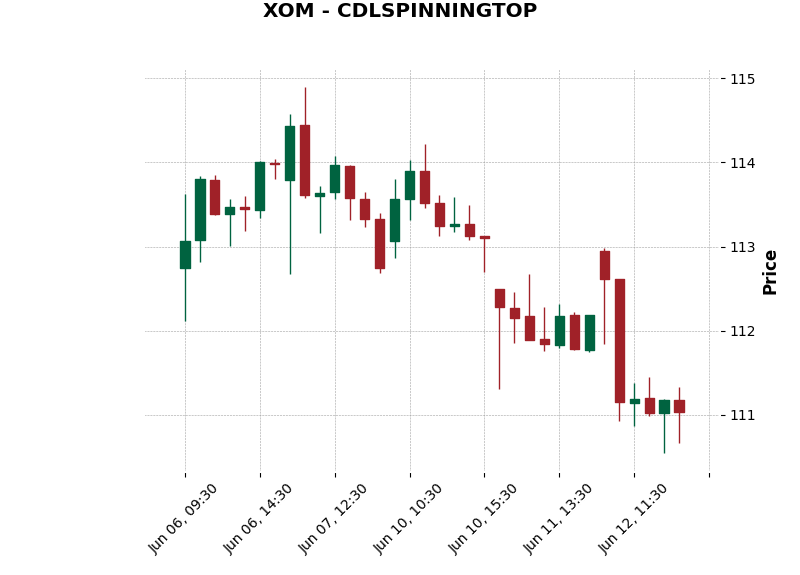 XOM - CDLSPINNINGTOP
115
114
113
112
111
Price
Jun 06, 09:30
Jun 06, 14:30
Jun 07, 12:30
Jun 10, 10:30
Jun 10, 15:30
Jun 11, 13:30
Jun 12, 11:30